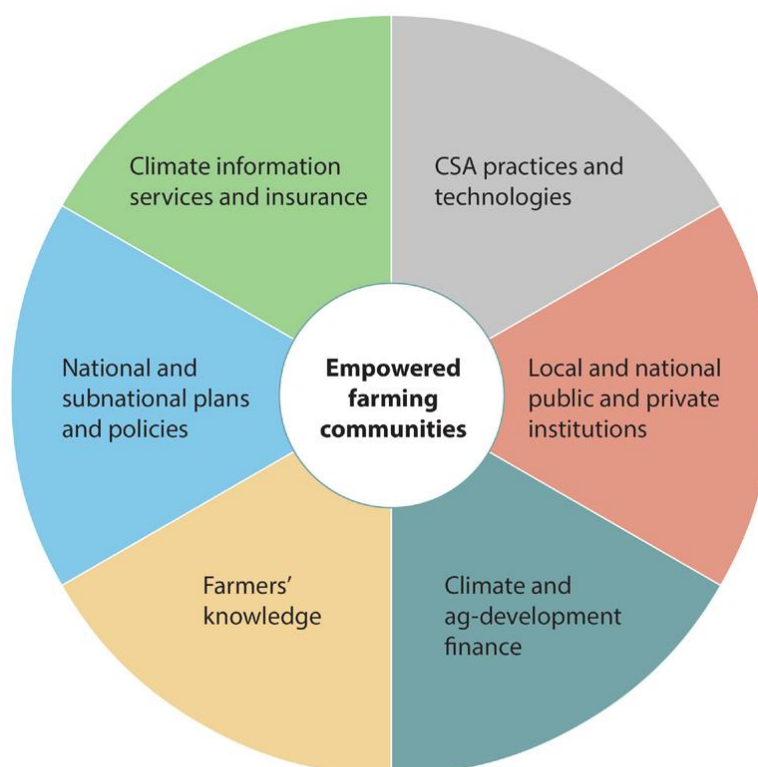 Climate information
services and insurance
CSA practices and
technologies
National and
subnational plans
and policies
Empowered
farming
communities
Local and national
public and private
institutions
Farmers’
knowledge
Climate and
ag-development
finance